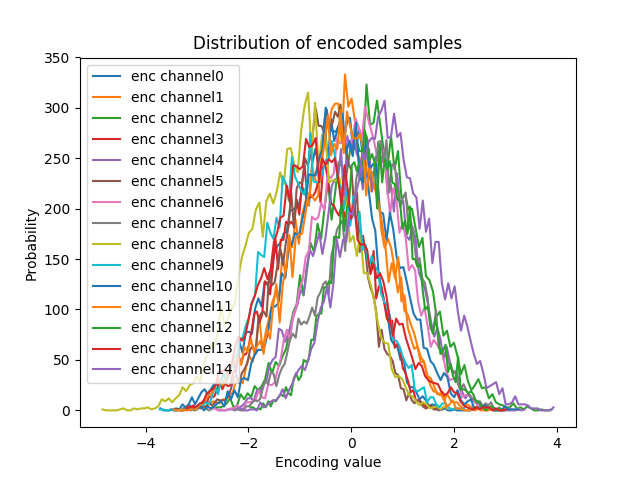 Distribution of encoded samples
350
300
250
200
150
100
50
0
Probability
enc channel0
enc channel1
enc channel2
enc channel3
enc channel4
enc channel5
enc channel6
enc channel7
enc channel8
enc channel9
enc channel10
enc channel11
enc channel12
enc channel13
enc channel14
−4 −2 0 2 4
Encoding value